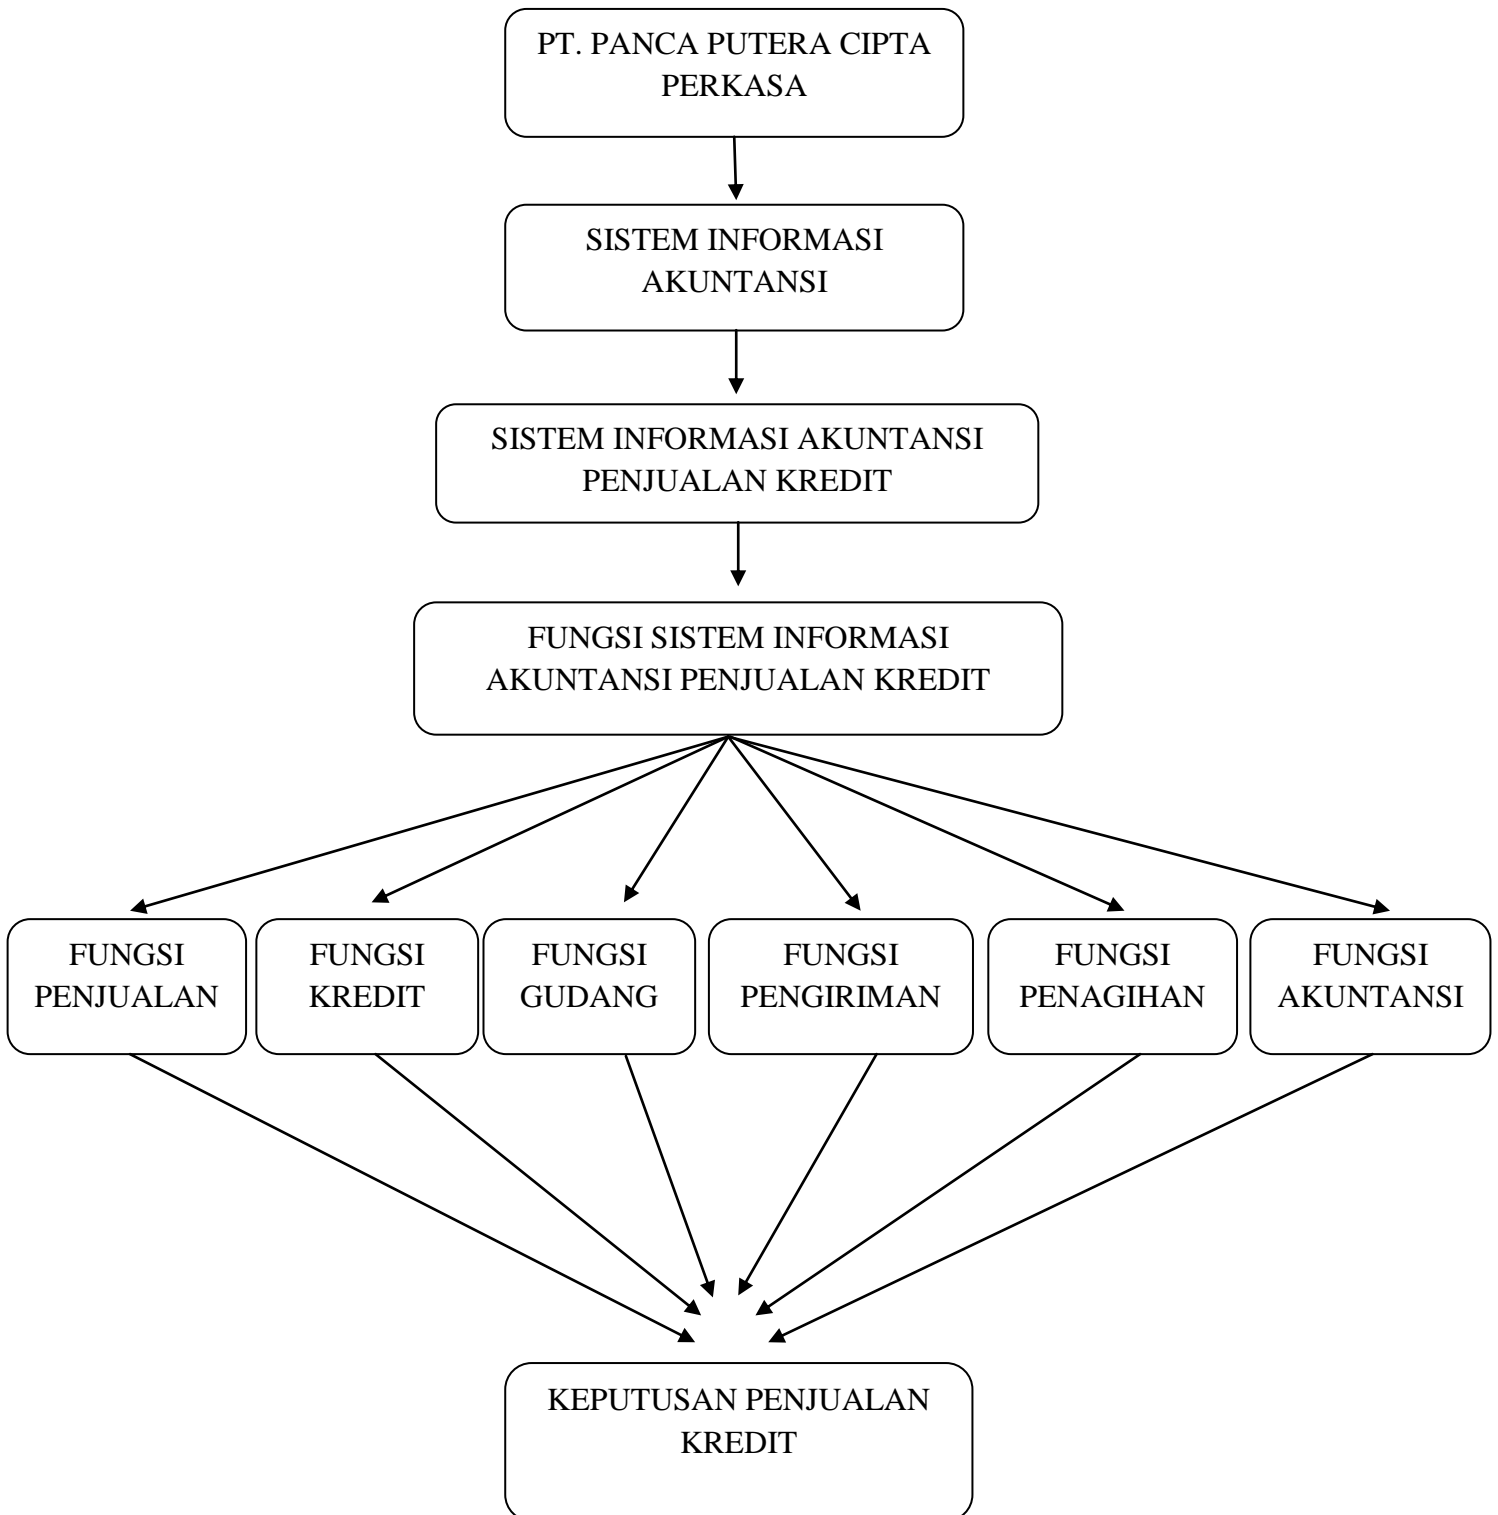 PT. PANCA PUTERA CIPTA
PERKASA
SISTEM INFORMASI
AKUNTANSI
SISTEM INFORMASI AKUNTANSI
PENJUALAN KREDIT
FUNGSI SISTEM INFORMASI
AKUNTANSI PENJUALAN KREDIT
FUNGSI
PENJUALAN
FUNGSI
KREDIT
FUNGSI
GUDANG
FUNGSI
PENGIRIMAN
FUNGSI
PENAGIHAN
FUNGSI
AKUNTANSI
KEPUTUSAN PENJUALAN
KREDIT